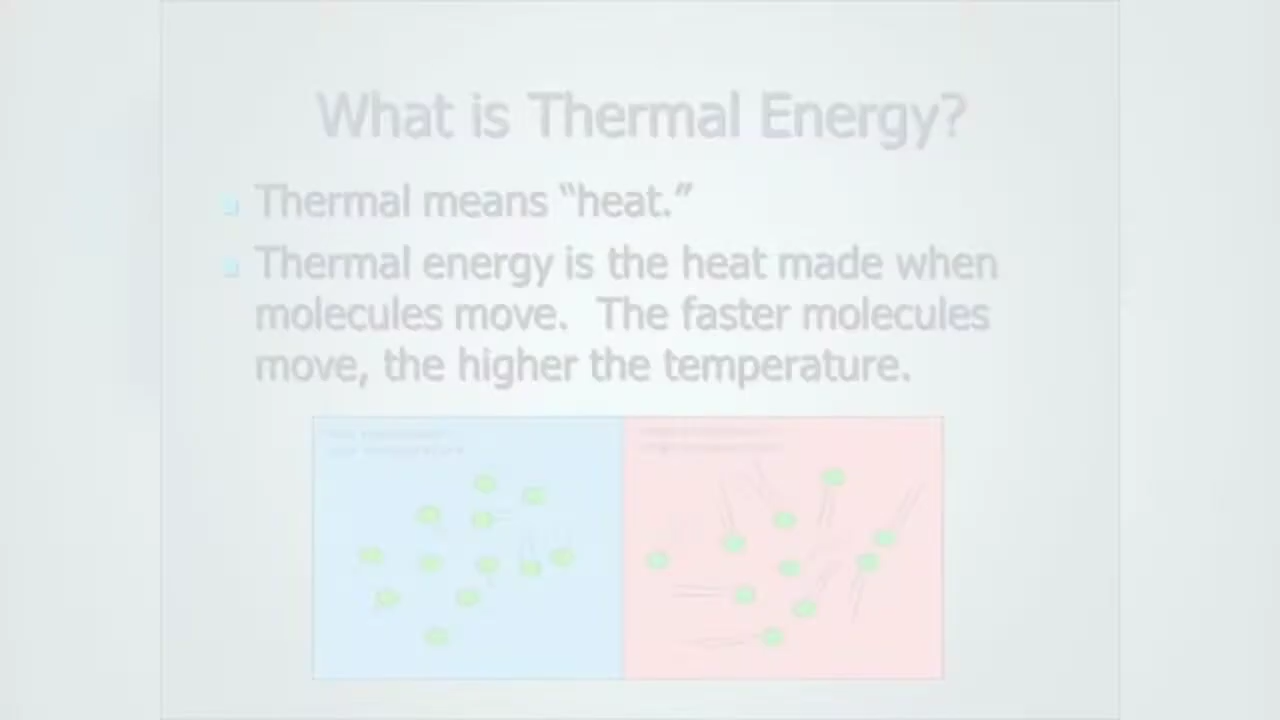 What is Thermal Energy?
Thermal means “heat.”
Thermal energy is the heat made when
molecules move.  The faster molecules
move, the higher the temperature.